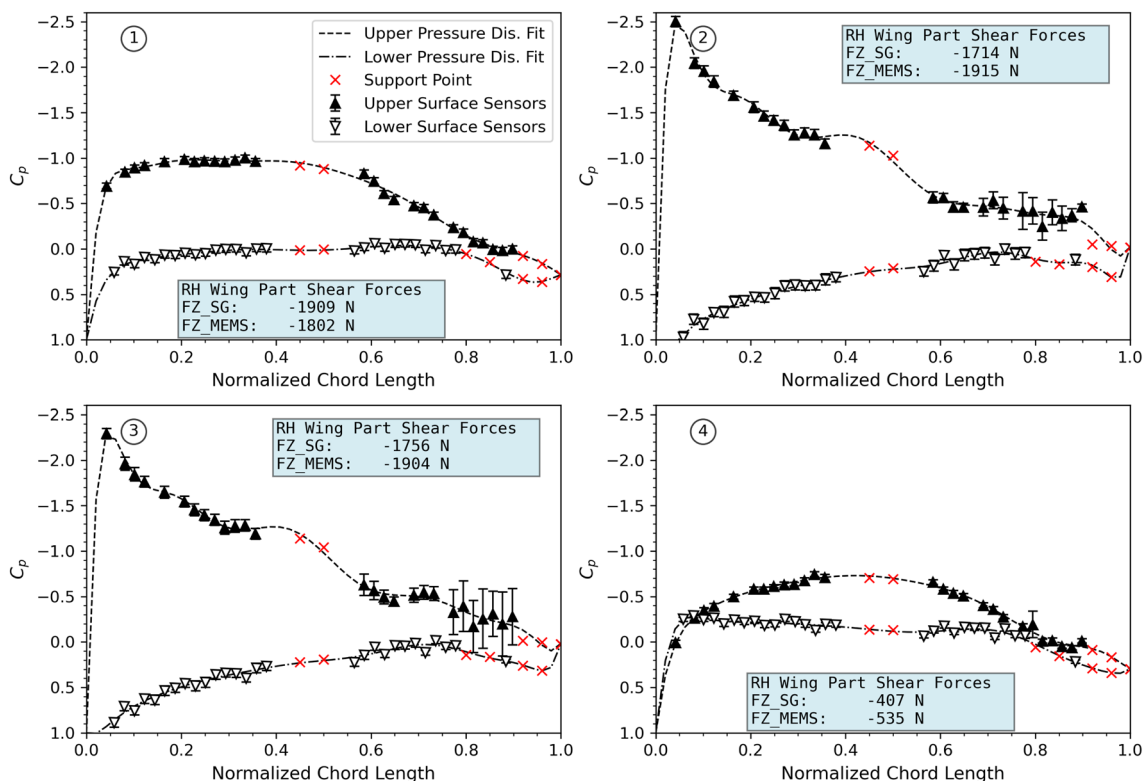 1
Upper Pressure Dis. Fit
Lower Pressure Dis. Fit
Support Point
Upper Surface Sensors
Lower Surface Sensors
RH Wing Part Shear Forces
FZ_SG: -1909 N
FZ_MEMS: -1802 N
−2.5
−2.0
−1.5
−1.0
−0.5
0.0
0.5
1.0
Cp
0.0 0.2 0.4 0.6 0.8 1.0
Normalized Chord Length
2
RH Wing Part Shear Forces
FZ_SG: -1714 N
FZ_MEMS: -1915 N
−2.5
−2.0
−1.5
−1.0
−0.5
0.0
0.5
1.0
0.0 0.2 0.4 0.6 0.8 1.0
Normalized Chord Length
3
RH Wing Part Shear Forces
FZ_SG: -1756 N
FZ_MEMS: -1904 N
−2.5
−2.0
−1.5
−1.0
−0.5
0.0
0.5
1.0
Cp
0.0 0.2 0.4 0.6 0.8 1.0
Normalized Chord Length
4
RH Wing Part Shear Forces
FZ_SG: -407 N
FZ_MEMS: -535 N
−2.5
−2.0
−1.5
−1.0
−0.5
0.0
0.5
1.0
0.0 0.2 0.4 0.6 0.8 1.0
Normalized Chord Length